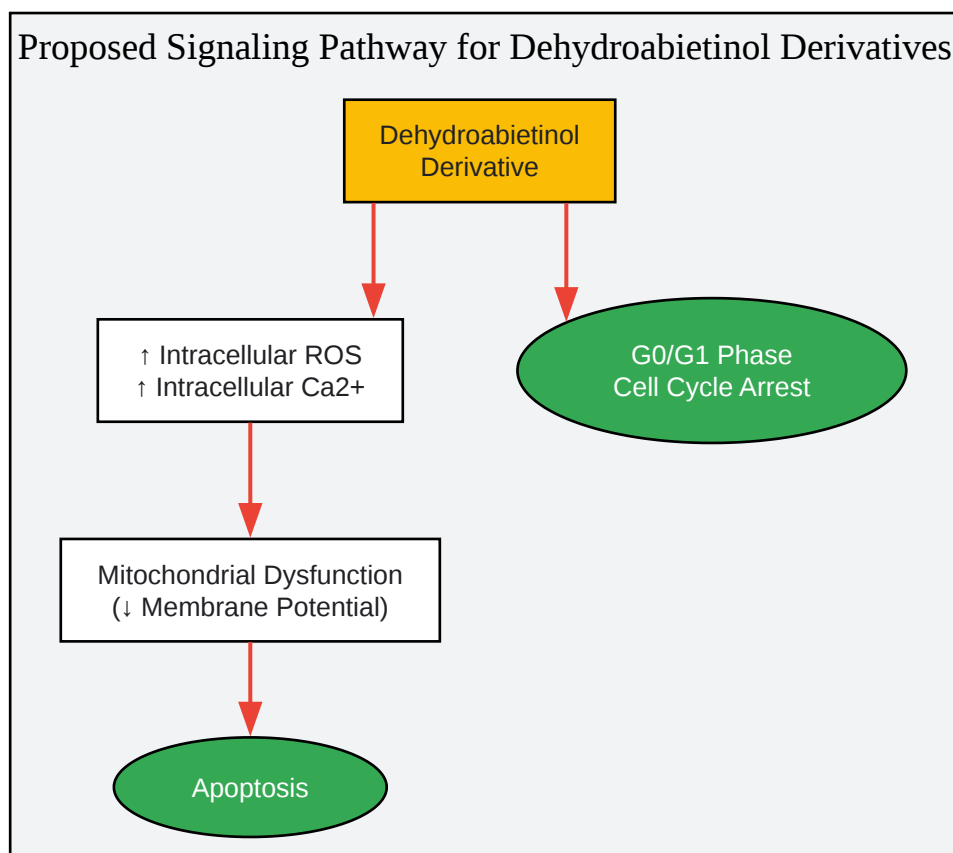 Proposed Signaling Pathway for Dehydroabietinol Derivatives
Dehydroabietinol
Derivative
↑ Intracellular ROS
↑ Intracellular Ca2+
G0/G1 Phase
Cell Cycle Arrest
Mitochondrial Dysfunction
(↓ Membrane Potential)
Apoptosis